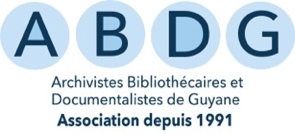 ABDG
Archivistes Bibliothécaires et
Documentalistes de Guyane
Association depuis 1991